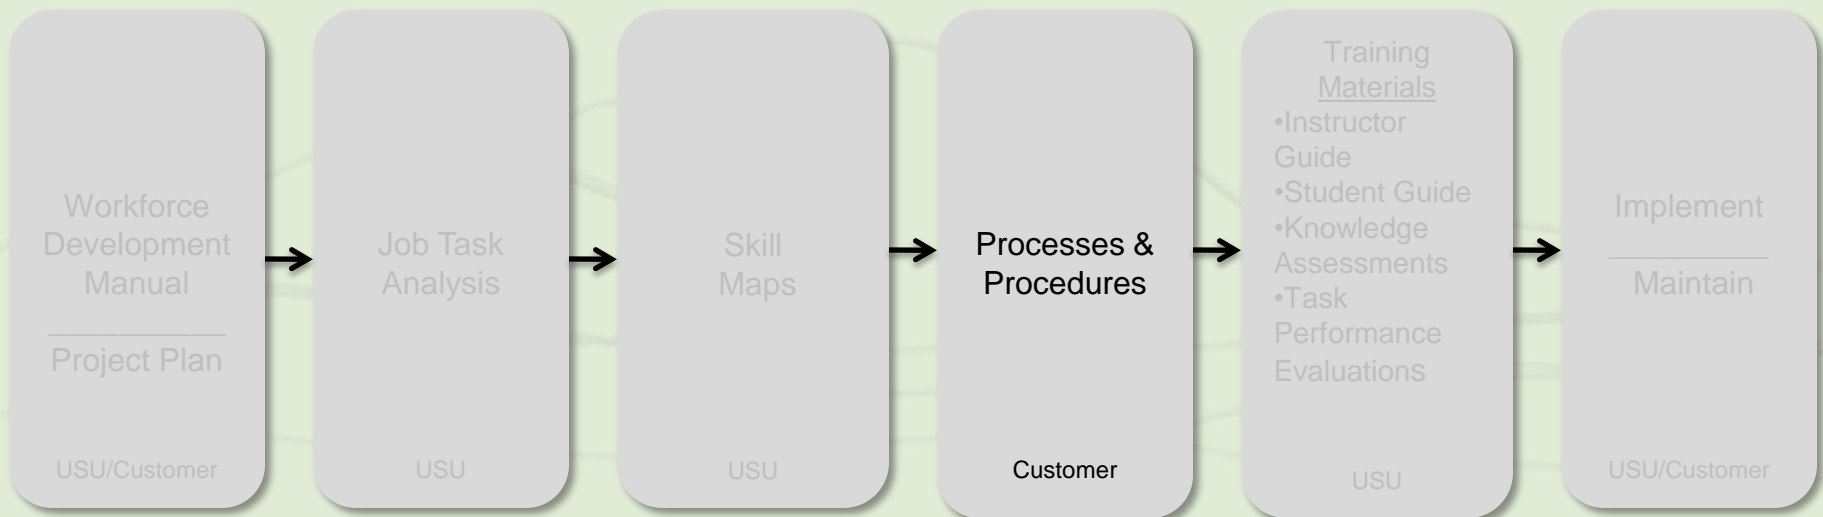 Workforce
Development
Manual
Project Plan
USU/Customer
Job Task
Analysis
USU
Skill
Maps
USU
Processes &
Procedures
Customer
Training
Materials
•Instructor
Guide
•Student Guide
•Knowledge
Assessments
•Task
Performance
Evaluations
USU
Implement
Maintain
USU/Customer